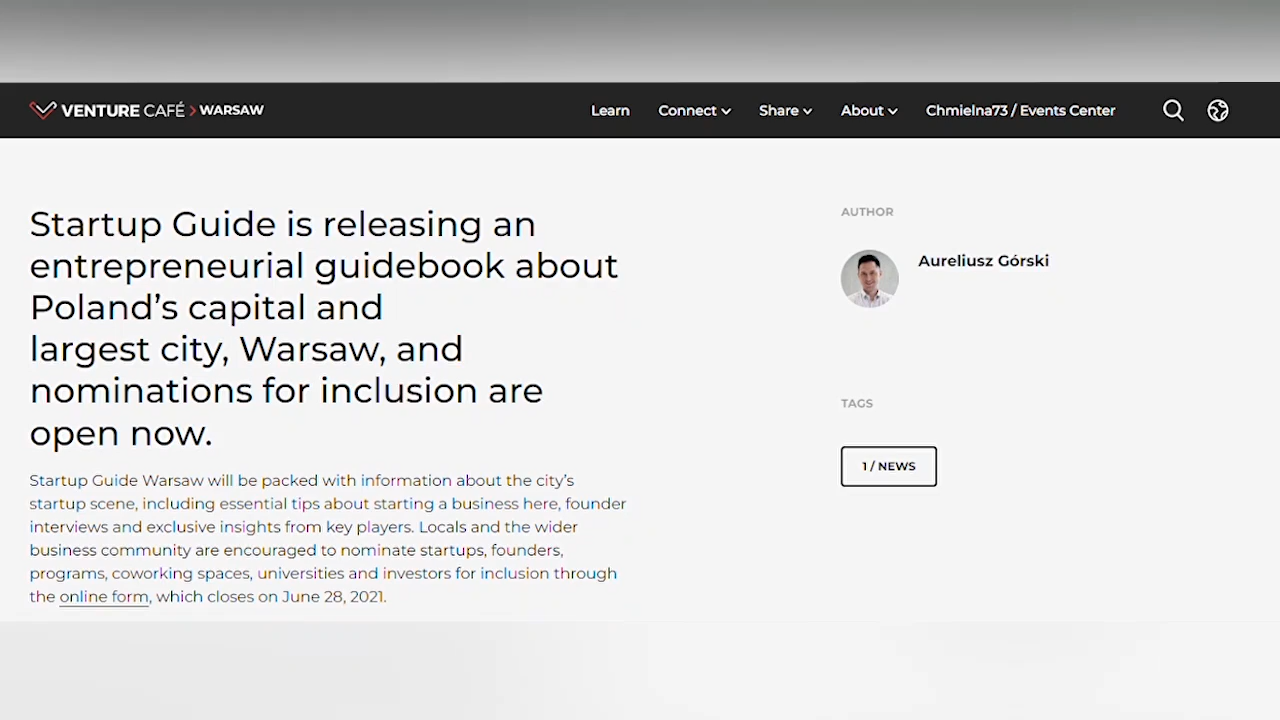 VENTURE CAFÉ > WARSAW
Learn Connect Share About Chmielna73 / Events Center
Startup Guide is releasing an
entrepreneurial guidebook about
Poland’s capital and
largest city, Warsaw, and
nominations for inclusion are
open now.
Startup Guide Warsaw will be packed with information about the city’s
startup scene, including essential tips about starting a business here, founder
interviews and exclusive insights from key players. Locals and the wider
business community are encouraged to nominate startups, founders,
programs, coworking spaces, universities and investors for inclusion through
the online form, which closes on June 28, 2021.
AUTHOR
Aureliusz Górski
TAGS
1 / NEWS